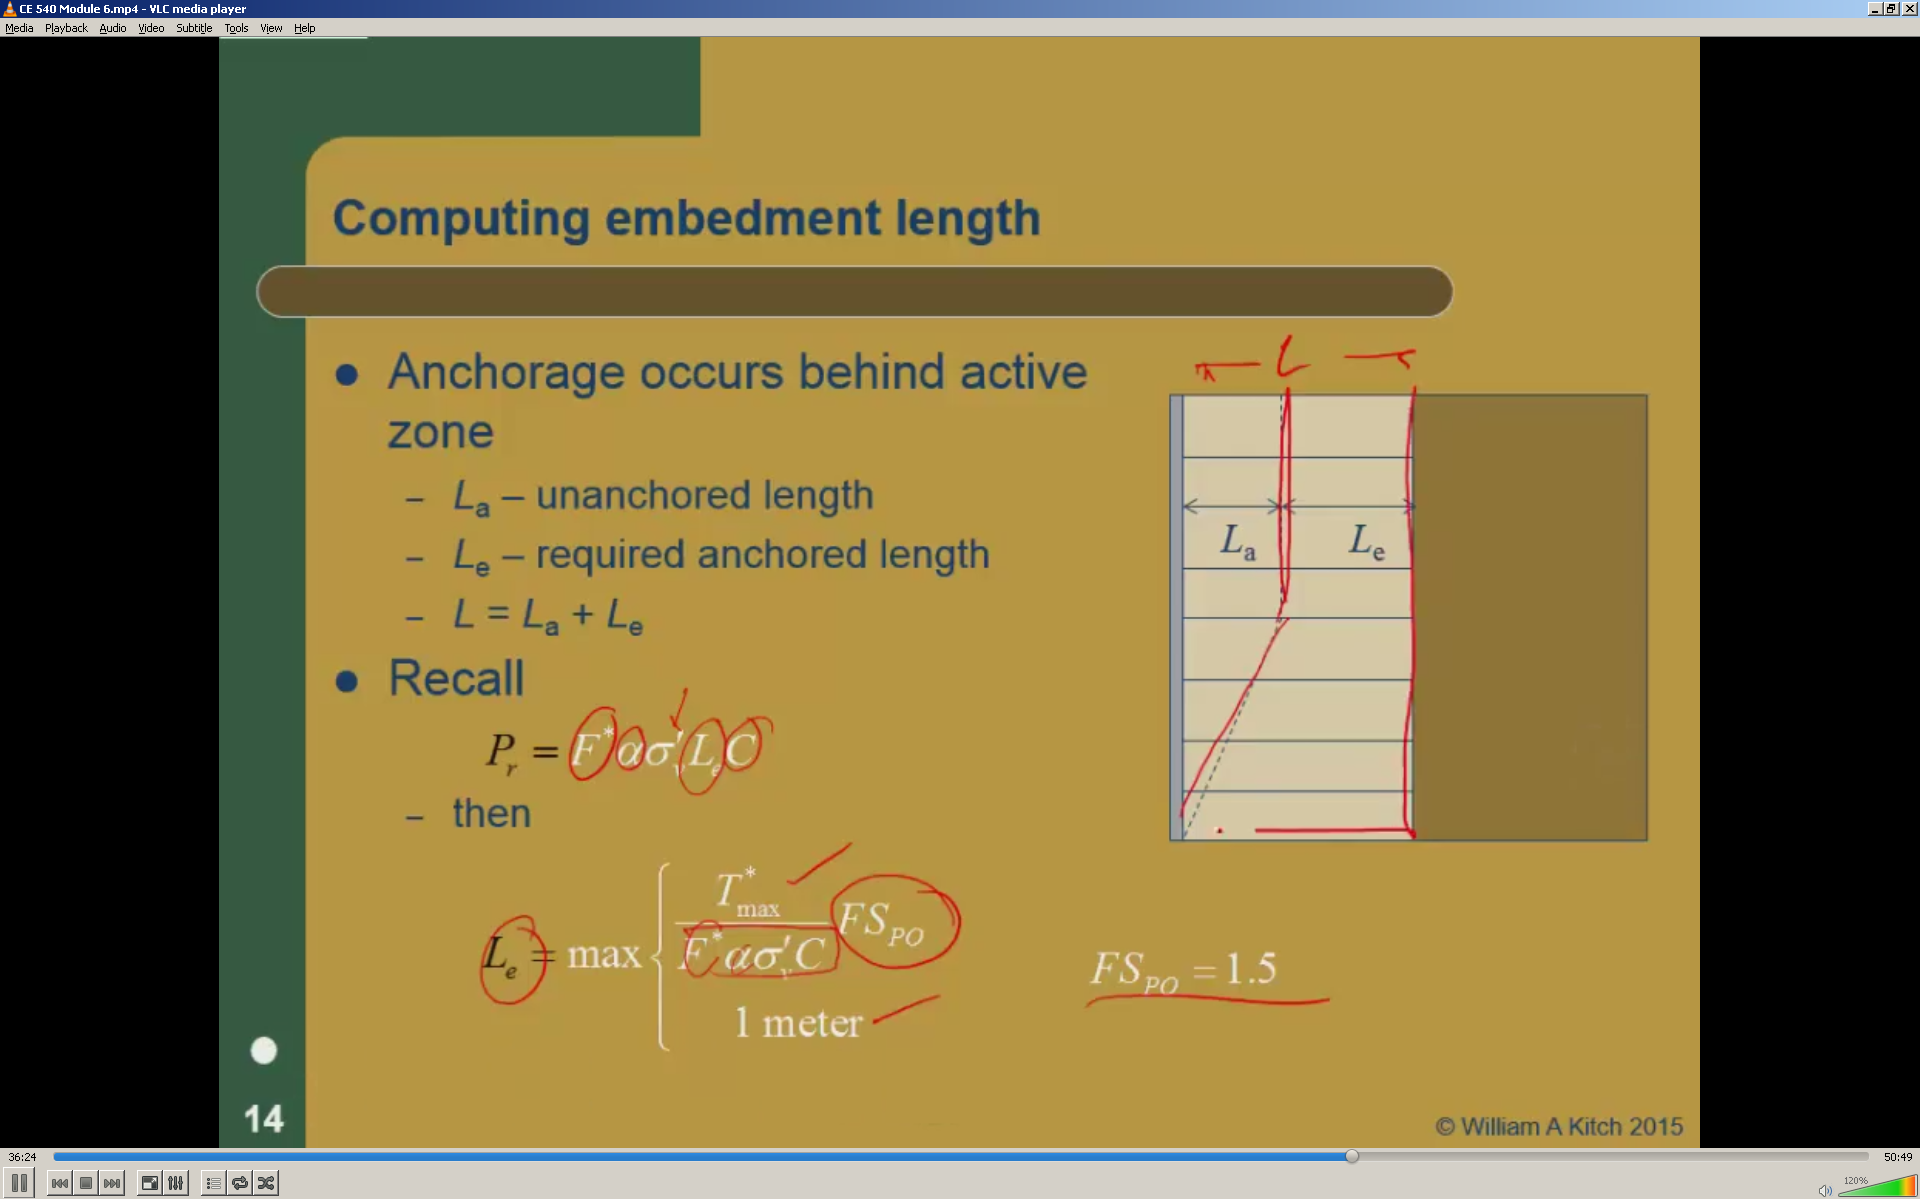 CE 540 Module 6.mp4 - VLC media player
Media Playback Audio Video Subtitle Tools View Help
Computing embedment length
● Anchorage occurs behind active
zone
– La – unanchored length
– Le – required anchored length
– L = La + Le
● Recall
Pr = F*ασ′vLeC
– then
Le = max { T*max / F*ασ′vC FSPO
1 meter
FSPO = 1.5
L
La Le
14
© William A Kitch 2015
36:24
50:49
120%